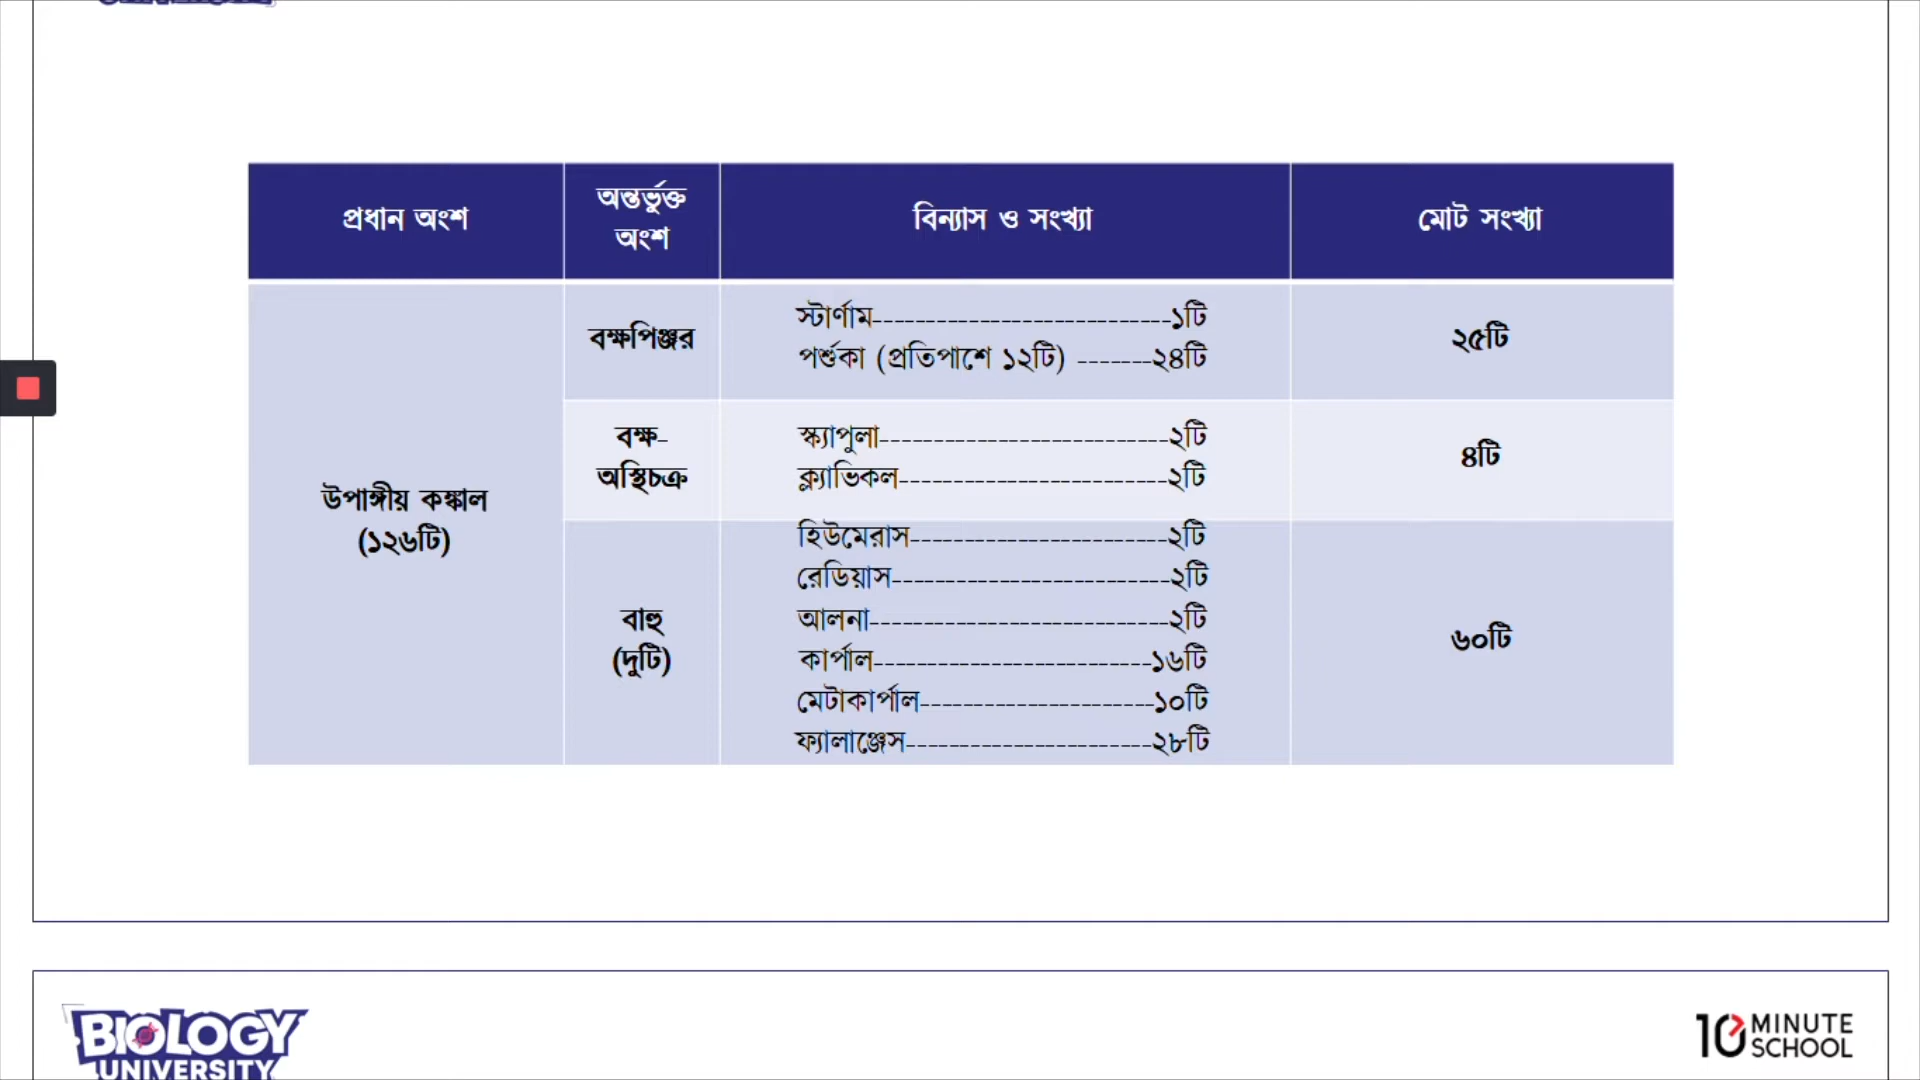 প্রধান অংশ
অন্তর্ভুক্ত
অংশ
বিন্যাস ও সংখ্যা
মোট সংখ্যা
উপাঙ্গীয় কঙ্কাল
(১২৬টি)
বক্ষপিঞ্জর
স্টার্ণাম----------------------------১টি
পর্শুকা (প্রতিপাশে ১২টি) -------২৪টি
২৫টি
বক্ষ-
অস্থিচক্র
স্ক্যাপুলা---------------------------২টি
ক্ল্যাভিকল-------------------------২টি
৪টি
বাহু
(দুটি)
হিউমেরাস------------------------২টি
রেডিয়াস--------------------------২টি
আলনা----------------------------২টি
কার্পাল--------------------------১৬টি
মেটাকার্পাল----------------------১০টি
ফ্যালাঞ্জেস-----------------------২৮টি
৬০টি
BIOLOGY
UNIVERSITY
10 MINUTE
SCHOOL